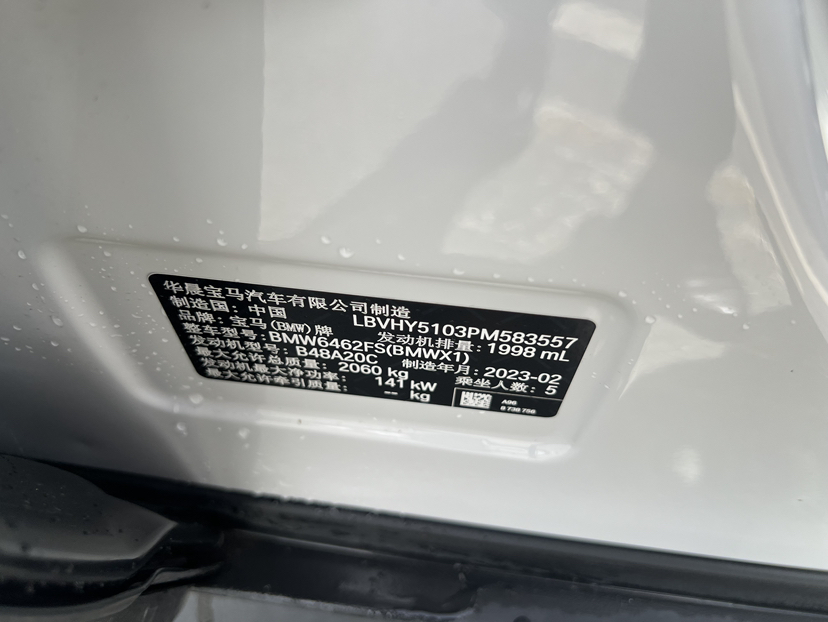 华晨宝马汽车有限公司制造
制造国：中国 LBVHY5103PM583557
品牌：宝马(BMW)牌 发动机排量：1998 mL
整车型号：BMW6462FS(BMWX1)
发动机型号：B48A20C 制造年月：2023-02
最大允许总质量：2060 kg 乘坐人数：5
发动机最大净功率：141 kW
最大允许牵引质量：-- kg